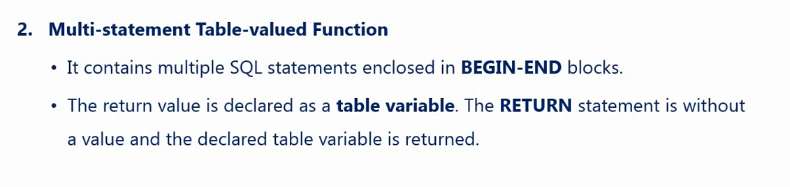 2. Multi-statement Table-valued Function
• It contains multiple SQL statements enclosed in BEGIN-END blocks.
• The return value is declared as a table variable. The RETURN statement is without
a value and the declared table variable is returned.